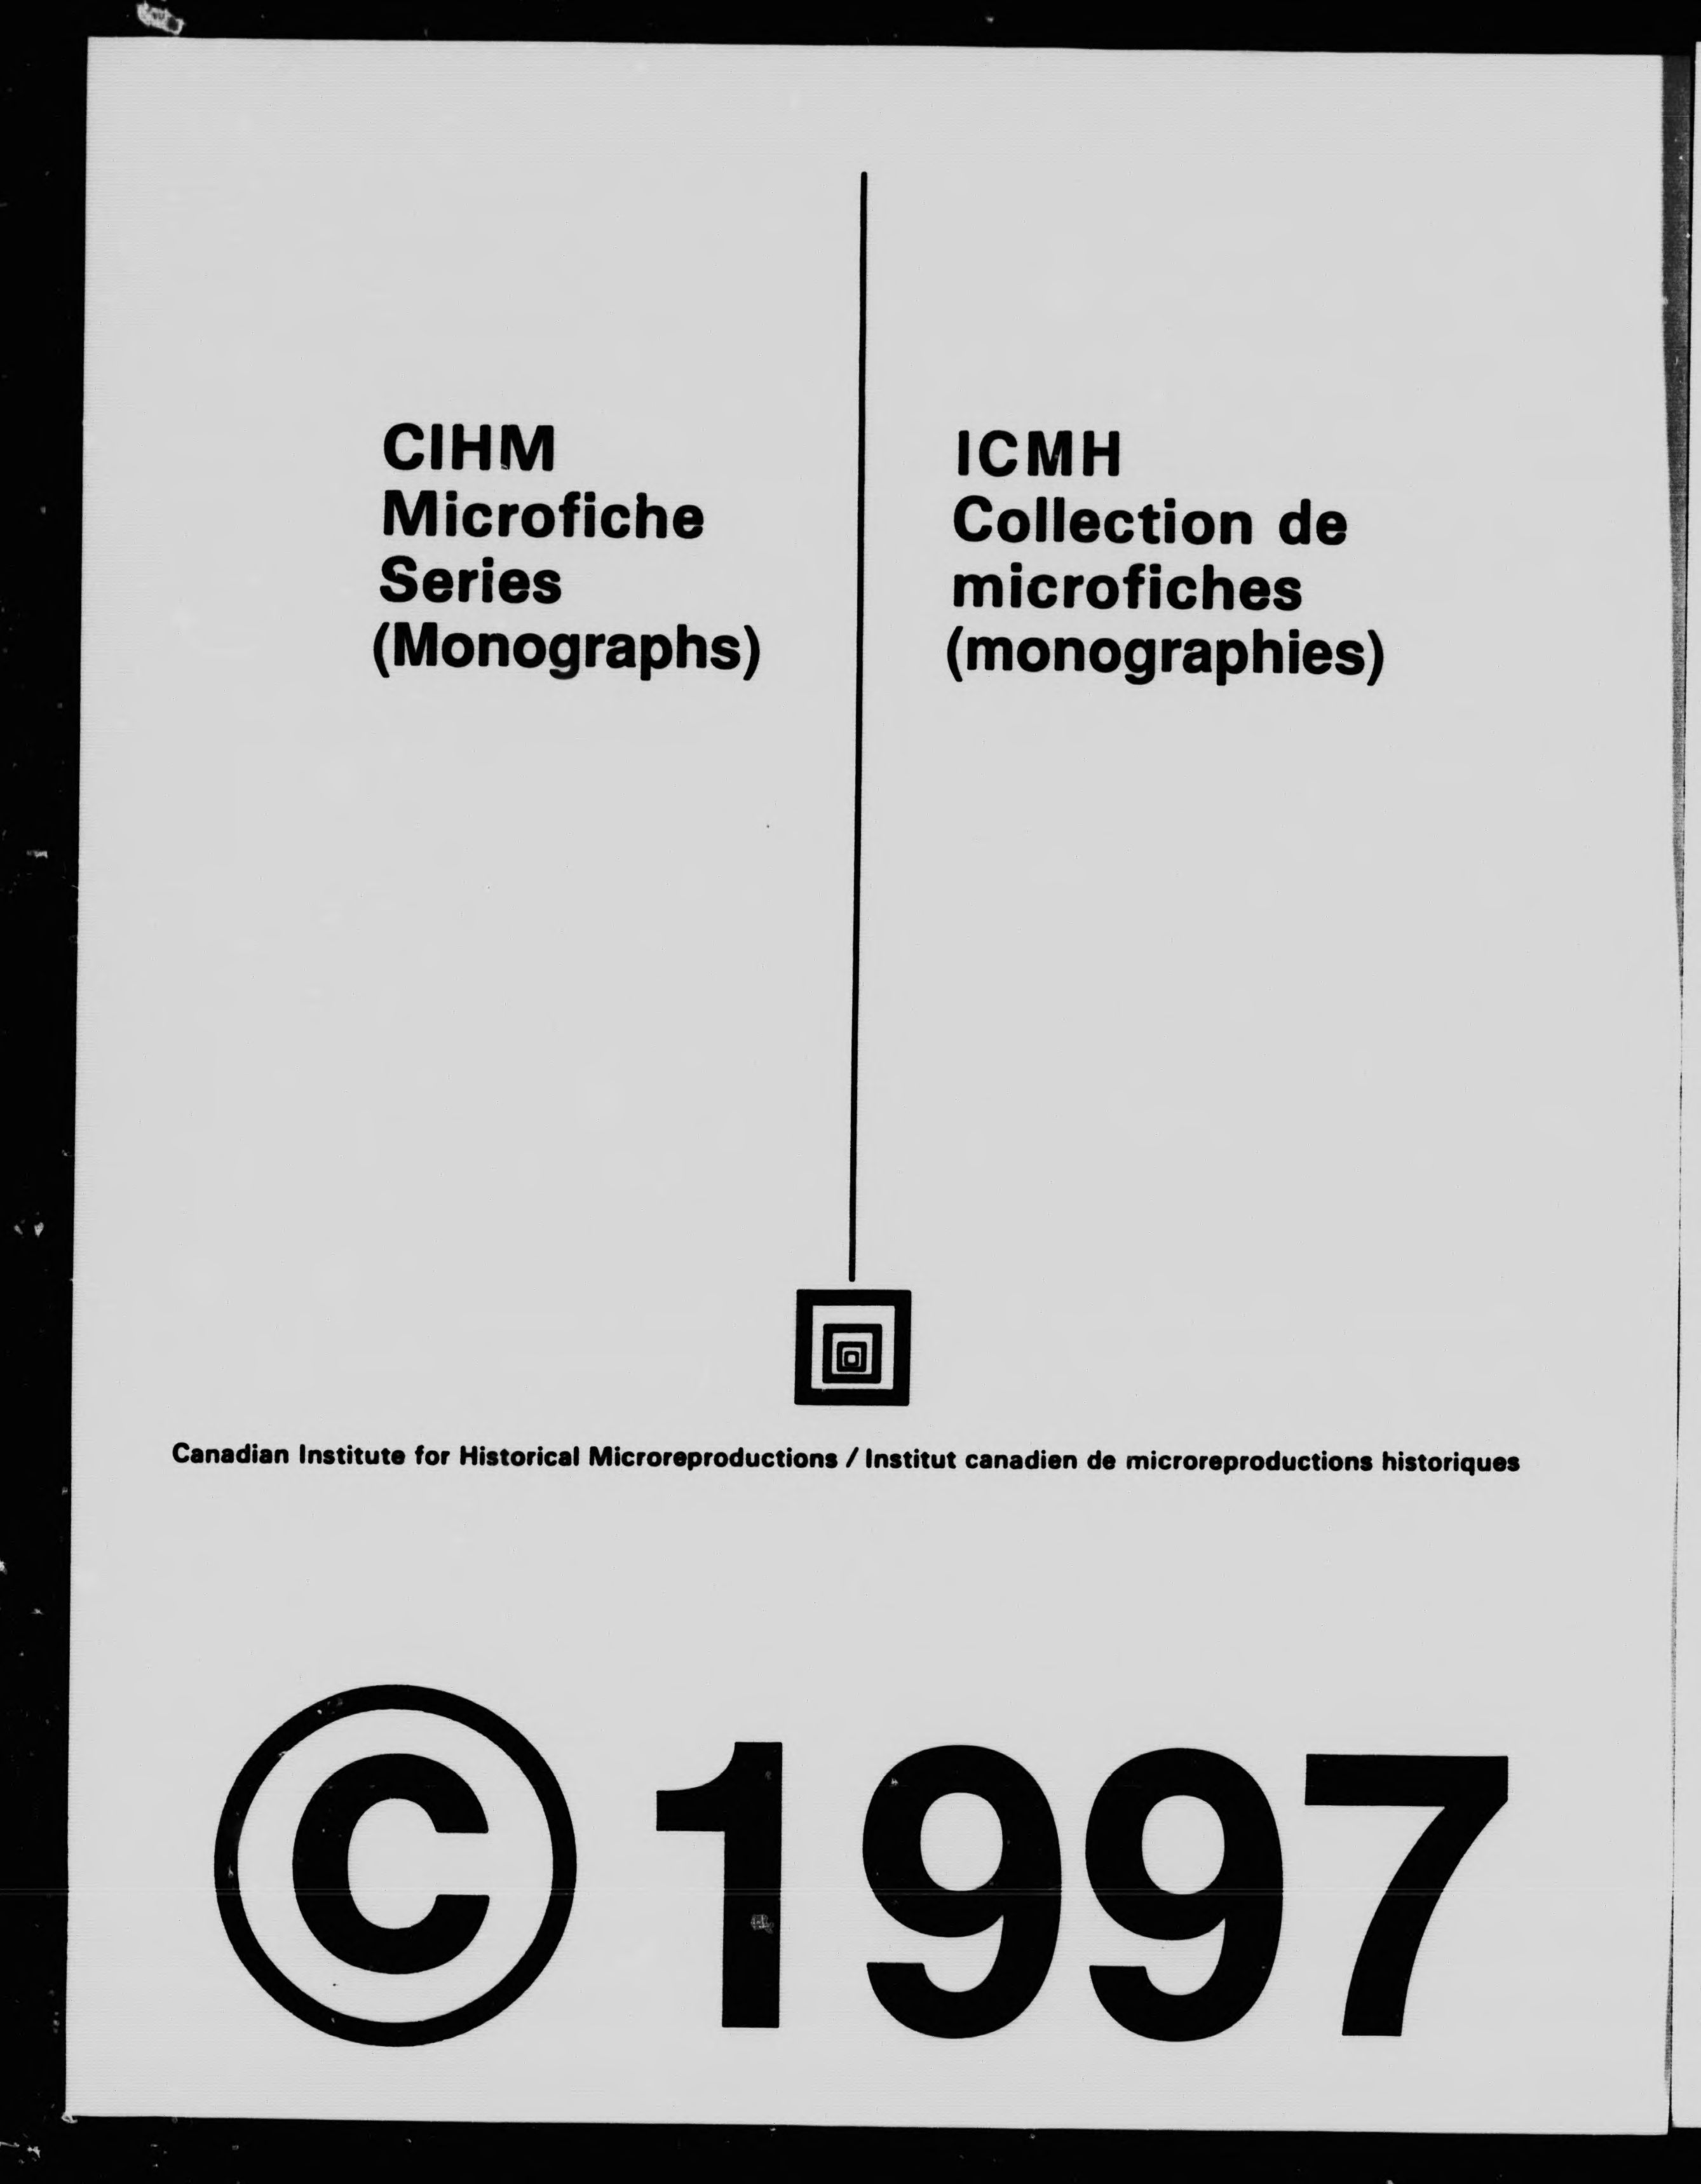 CIHM
Microfiche
Series
(Monographs)
ICMH
Collection de
microfiches
(monographies)
Canadian Institute for Historical Microreproductions / Institut canadien de microreproductions historiques
© 1997